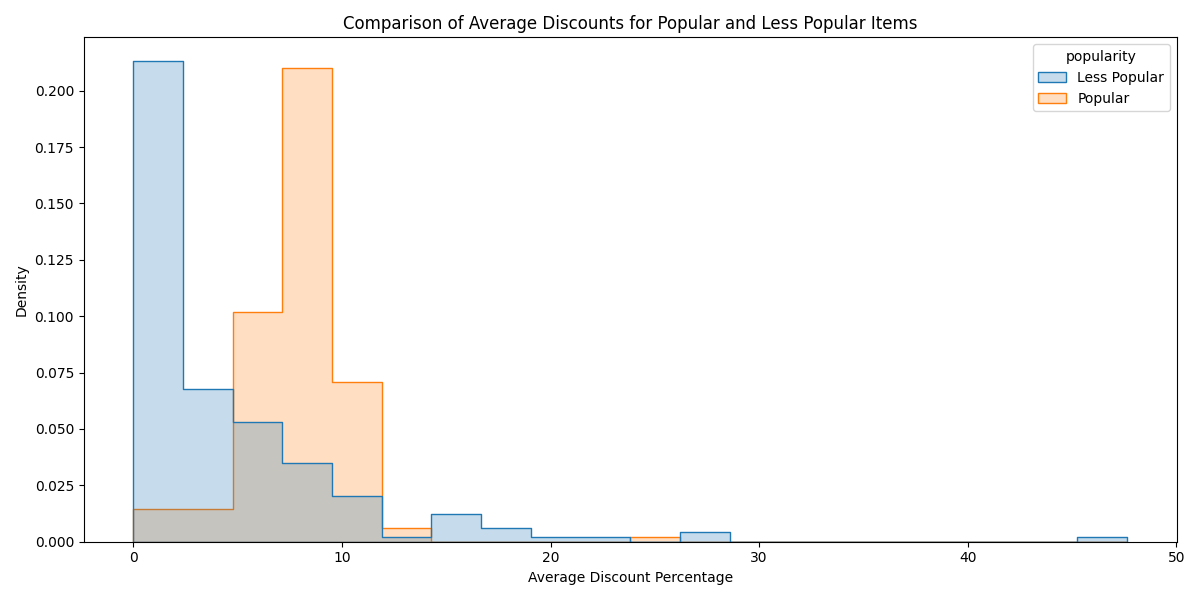 Comparison of Average Discounts for Popular and Less Popular Items
popularity
Less Popular
Popular
Density
0.200
0.175
0.150
0.125
0.100
0.075
0.050
0.025
0.000
0 10 20 30 40 50
Average Discount Percentage